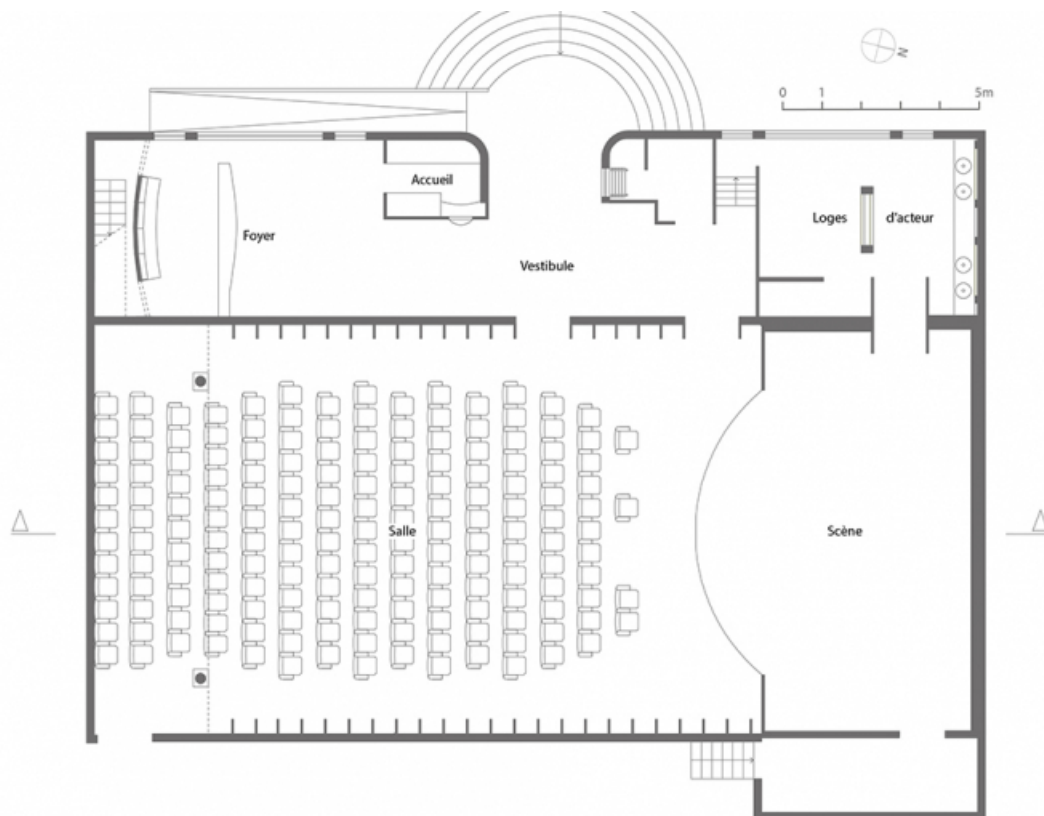 N
0 1 5m
Accueil
Loges d'acteur
Foyer
Vestibule
Salle
Scène